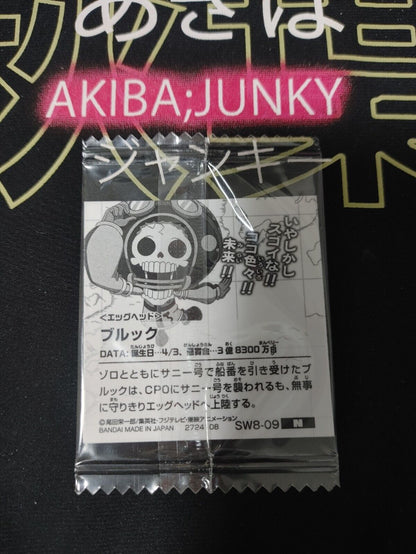 あきば
AKIBA;JUNKY
ジャンキー
いやしかし
スゴイな!!
ココ色々!!
未来!!
<エッグヘッド>
ブルック
DATA: 誕生日…4/3、懸賞金…3億8300万ベリー
ゾロとともにサニー号で船番を引き受けたブ
ルックは、CP0にサニー号を襲われるも、無事
に守りきりエッグヘッドへ上陸する。
©尾田栄一郎/集英社・フジテレビ・東映アニメーション
BANDAI MADE IN JAPAN 2724108 SW8-09 N